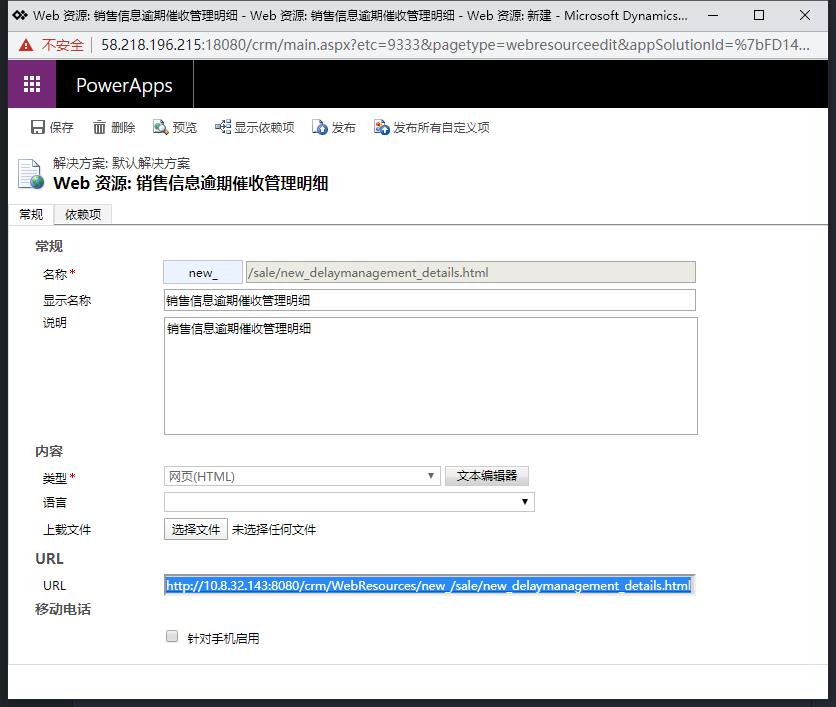 Web 资源: 销售信息逾期催收管理明细 - Web 资源: 销售信息逾期催收管理明细 - Web 资源: 新建 - Microsoft Dynamics...
不安全 58.218.196.215:18080/crm/main.aspx?etc=9333&pagetype=webresourceedit&appSolutionId=%7bFD14...
PowerApps
保存 删除 预览 显示依赖项 发布 发布所有自定义项
解决方案: 默认解决方案
Web 资源: 销售信息逾期催收管理明细
常规 依赖项
常规
名称* new_ /sale/new_delaymanagement_details.html
显示名称 销售信息逾期催收管理明细
说明 销售信息逾期催收管理明细
内容
类型* 网页(HTML) 文本编辑器
语言
上载文件 选择文件 未选择任何文件
URL
URL http://10.8.32.143:8080/crm/WebResources/new_/sale/new_delaymanagement_details.html
移动电话
针对手机启用